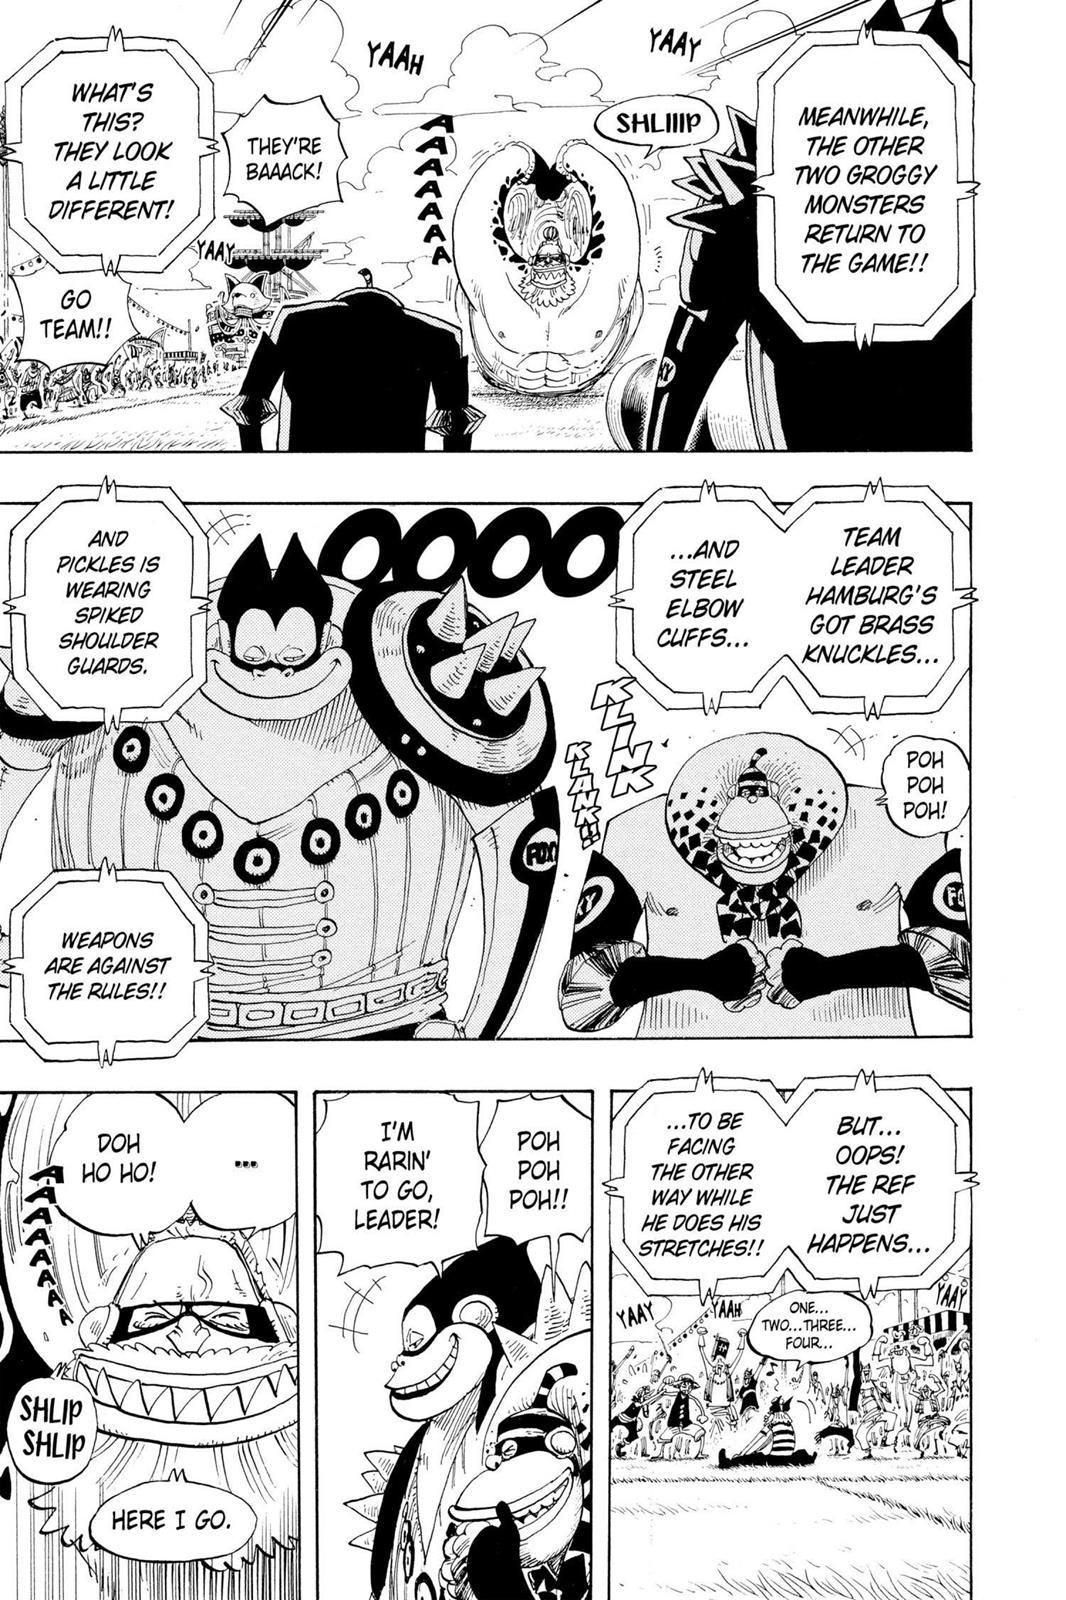 MEANWHILE,
THE OTHER
TWO GROGGY
MONSTERS
RETURN TO
THE GAME!!
YAAY
SHLIIIP
YAAH
AAAAAAA
THEY'RE
BAAACK!
WHAT'S
THIS?
THEY LOOK
A LITTLE
DIFFERENT!
YAAY
GO
TEAM!!
FOXY
TEAM
LEADER
HAMBURG'S
GOT BRASS
KNUCKLES...
...AND
STEEL
ELBOW
CUFFS...
OOOOO
KLINK
KLANK!!
POH
POH
POH!
FOXY
AND
PICKLES IS
WEARING
SPIKED
SHOULDER
GUARDS.
FOXY
WEAPONS
ARE AGAINST
THE RULES!!
BUT...
OOPS!
THE REF
JUST
HAPPENS...
...TO BE
FACING
THE OTHER
WAY WHILE
HE DOES HIS
STRETCHES!!
YAAY
YAAH
YAAY
ONE...
TWO...THREE...
FOUR...
POH
POH
POH!!
I'M
RARIN'
TO GO,
LEADER!
...
DOH
HO HO!
AAAAAAA
SHLIP
SHLIP
HERE I GO.